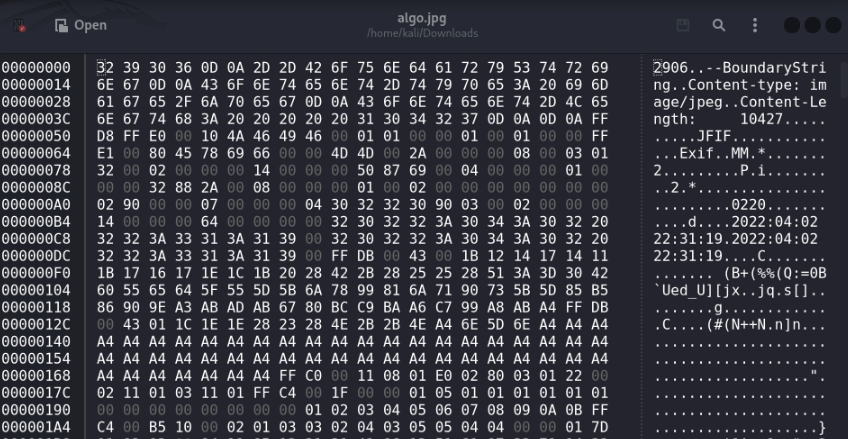 Open
algo.jpg
/home/kali/Downloads
00000000 32 39 30 36 0D 0A 2D 2D 42 6F 75 6E 64 61 72 79 53 74 72 69 2906..--BoundaryStri
00000014 6E 67 0D 0A 43 6F 6E 74 65 6E 74 2D 74 79 70 65 3A 20 69 6D ng..Content-type: im
00000028 61 67 65 2F 6A 70 65 67 0D 0A 43 6F 6E 74 65 6E 74 2D 4C 65 age/jpeg..Content-Le
0000003C 6E 67 74 68 3A 20 20 20 20 20 31 30 34 32 37 0D 0A 0D 0A FF ngth:     10427.....
00000050 D8 FF E0 00 10 4A 46 49 46 00 01 01 00 00 01 00 01 00 00 FF .....JFIF...........
00000064 E1 00 80 45 78 69 66 00 00 4D 4D 00 2A 00 00 00 08 00 03 01 ...Exif..MM.*.......
00000078 32 00 02 00 00 00 14 00 00 00 50 87 69 00 04 00 00 00 01 00 2.........P.i.......
0000008C 00 00 32 88 2A 00 08 00 00 00 01 00 02 00 00 00 00 00 00 00 ..2.*...............
000000A0 02 90 00 00 07 00 00 00 04 30 32 32 30 90 03 00 02 00 00 00 .........0220.......
000000B4 14 00 00 00 64 00 00 00 00 32 30 32 32 3A 30 34 3A 30 32 20 ....d....2022:04:02
000000C8 32 32 3A 33 31 3A 31 39 00 32 30 32 32 3A 30 34 3A 30 32 20 22:31:19.2022:04:02
000000DC 32 32 3A 33 31 3A 31 39 00 FF DB 00 43 00 1B 12 14 17 14 11 22:31:19....C.......
000000F0 1B 17 16 17 1E 1C 1B 20 28 42 2B 28 25 25 28 51 3A 3D 30 42 ....... (B+(%%(Q:=0B
00000104 60 55 65 64 5F 55 5D 5B 6A 78 99 81 6A 71 90 73 5B 5D 85 B5 `Ued_U][jx..jq.s[]..
00000118 86 90 9E A3 AB AD AB 67 80 BC C9 BA A6 C7 99 A8 AB A4 FF DB .......g............
0000012C 00 43 01 1C 1E 1E 28 23 28 4E 2B 2B 4E A4 6E 5D 6E A4 A4 A4 .C....(#(N++N.n]n...
00000140 A4 A4 A4 A4 A4 A4 A4 A4 A4 A4 A4 A4 A4 A4 A4 A4 A4 A4 A4 A4 ....................
00000154 A4 A4 A4 A4 A4 A4 A4 A4 A4 A4 A4 A4 A4 A4 A4 A4 A4 A4 A4 A4 ....................
00000168 A4 A4 A4 A4 A4 A4 A4 FF C0 00 11 08 01 E0 02 80 03 01 22 00 ..................".
0000017C 02 11 01 03 11 01 FF C4 00 1F 00 00 01 05 01 01 01 01 01 01 ....................
00000190 00 00 00 00 00 00 00 00 01 02 03 04 05 06 07 08 09 0A 0B FF ....................
000001A4 C4 00 B5 10 00 02 01 03 03 02 04 03 05 05 04 04 00 00 01 7D ...................}